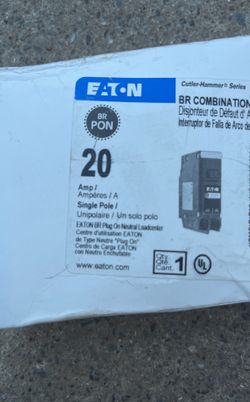 EATON
Cutler-Hammer® Series
BR COMBINATION
Disjonteur de Défaut d'A
Interruptor de Falla de Arco de
BR
PON
20
Amp /
Ampères / A
Single Pole /
Unipolaire / Un solo polo
EATON BR Plug On Neutral Loadcenter
Centre d'utilisation EATON
de Type Neutre "Plug On"
Centro de Carga EATON
con Neutro Enchufable
www.eaton.com
Qty.
Qté.
Cant.
1
UL
EATON